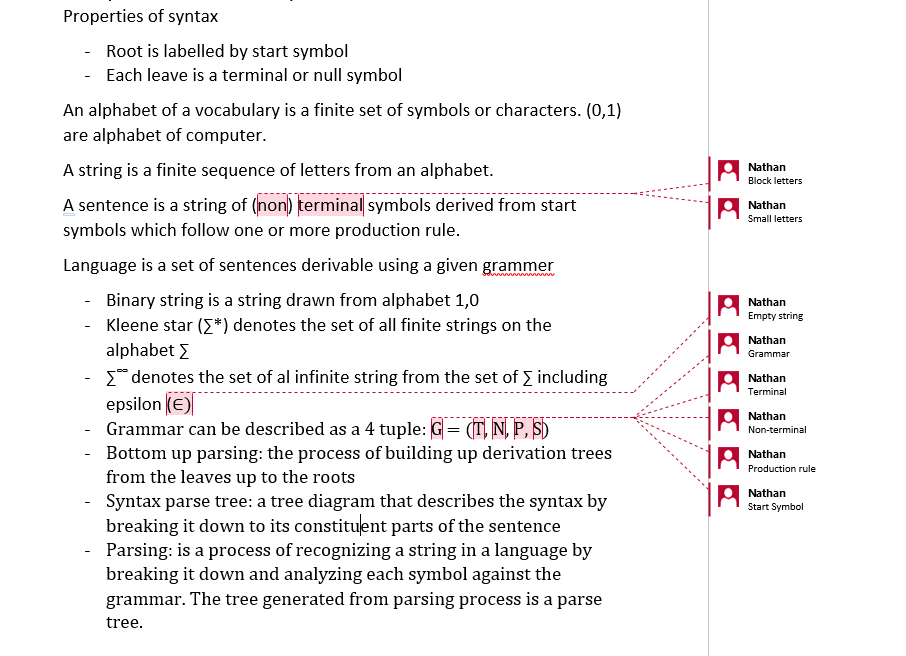 Properties of syntax
- Root is labelled by start symbol
- Each leave is a terminal or null symbol
An alphabet of a vocabulary is a finite set of symbols or characters. (0,1)
are alphabet of computer.
A string is a finite sequence of letters from an alphabet.
A sentence is a string of (non) terminal symbols derived from start
symbols which follow one or more production rule.
Language is a set of sentences derivable using a given grammer
- Binary string is a string drawn from alphabet 1,0
- Kleene star (∑*) denotes the set of all finite strings on the
alphabet ∑
- ∑^∞ denotes the set of al infinite string from the set of ∑ including
epsilon (∈)
- Grammar can be described as a 4 tuple: G = (T, N, P, S)
- Bottom up parsing: the process of building up derivation trees
from the leaves up to the roots
- Syntax parse tree: a tree diagram that describes the syntax by
breaking it down to its constituent parts of the sentence
- Parsing: is a process of recognizing a string in a language by
breaking it down and analyzing each symbol against the
grammar. The tree generated from parsing process is a parse
tree.
Nathan
Block letters
Nathan
Small letters
Nathan
Empty string
Nathan
Grammar
Nathan
Terminal
Nathan
Non-terminal
Nathan
Production rule
Nathan
Start Symbol